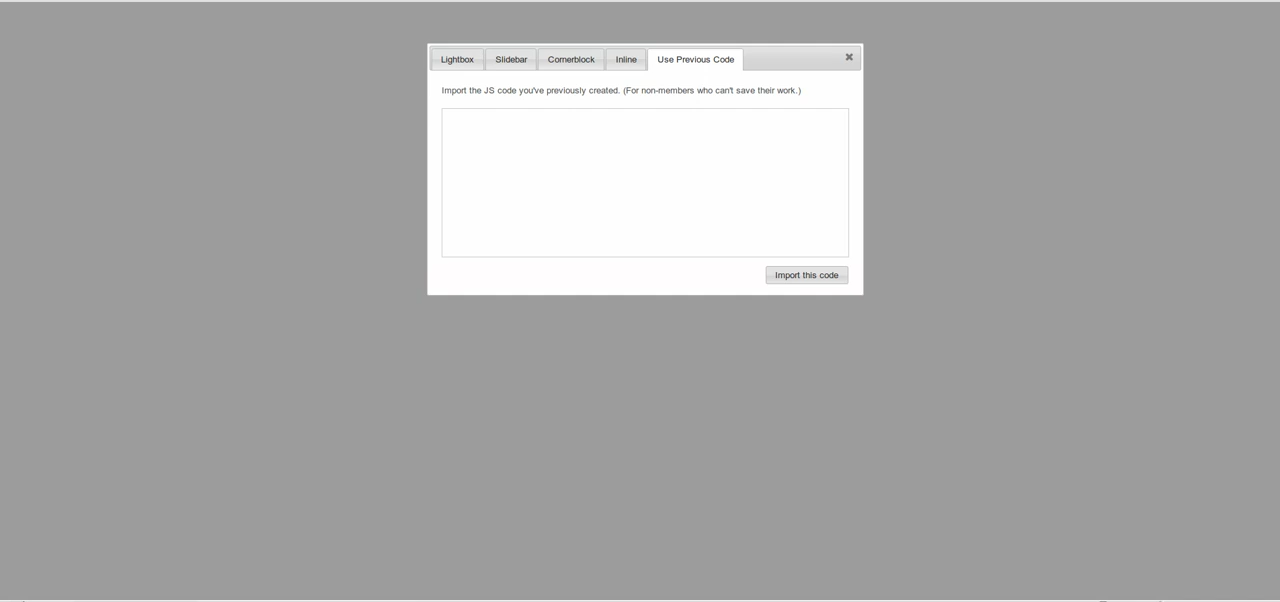 Lightbox Slidebar Cornerblock Inline Use Previous Code
Import the JS code you've previously created. (For non-members who can't save their work.)
Import this code